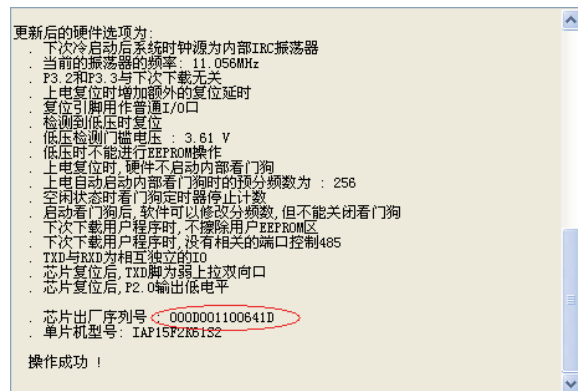 更新后的硬件选项为:
. 下次冷启动后系统时钟源为内部IRC振荡器
. 当前的振荡器的频率: 11.056MHz
. P3.2和P3.3与下次下载无关
. 上电复位时增加额外的复位延时
. 复位引脚用作普通I/O口
. 检测到低压时复位
. 低压检测门槛电压 : 3.61 V
. 低压时不能进行EEPROM操作
. 上电复位时,硬件不启动内部看门狗
. 上电自动启动内部看门狗时的预分频数为 : 256
. 空闲状态时看门狗定时器停止计数
. 启动看门狗后,软件可以修改分频数,但不能关闭看门狗
. 下次下载用户程序时,不擦除用户EEPROM区
. 下次下载用户程序时,没有相关的端口控制485
. TXD与RXD为相互独立的IO
. 芯片复位后,TXD脚为弱上拉双向口
. 芯片复位后,P2.0输出低电平
. 芯片出厂序列号 : 000D001100641D
. 单片机型号: IAP15F2K61S2
操作成功 !